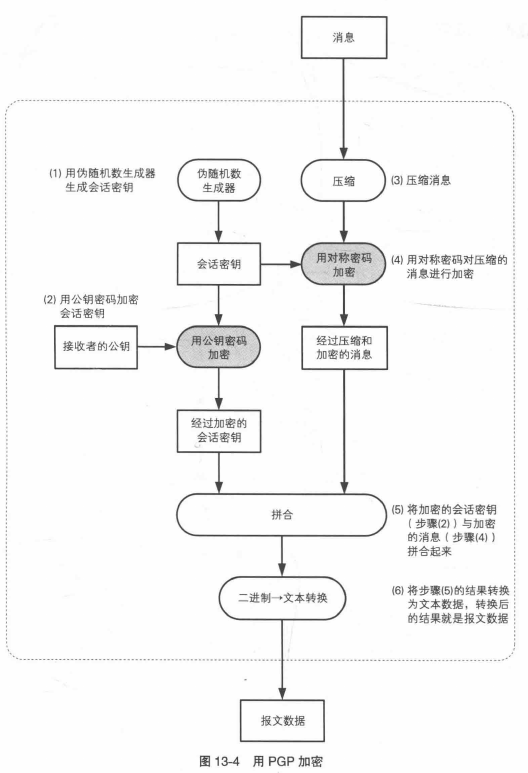 消息
(1) 用伪随机数生成器
生成会话密钥
伪随机数
生成器
压缩
(3) 压缩消息
会话密钥
用对称密码
加密
(4) 用对称密码对压缩的
消息进行加密
(2) 用公钥密码加密
会话密钥
接收者的公钥
用公钥密码
加密
经过压缩和
加密的消息
经过加密的
会话密钥
拼合
(5) 将加密的会话密钥
(步骤(2))与加密
的消息(步骤(4))
拼合起来
二进制→文本转换
(6) 将步骤(5)的结果转换
为文本数据，转换后
的结果就是报文数据
报文数据
图 13-4 用 PGP 加密